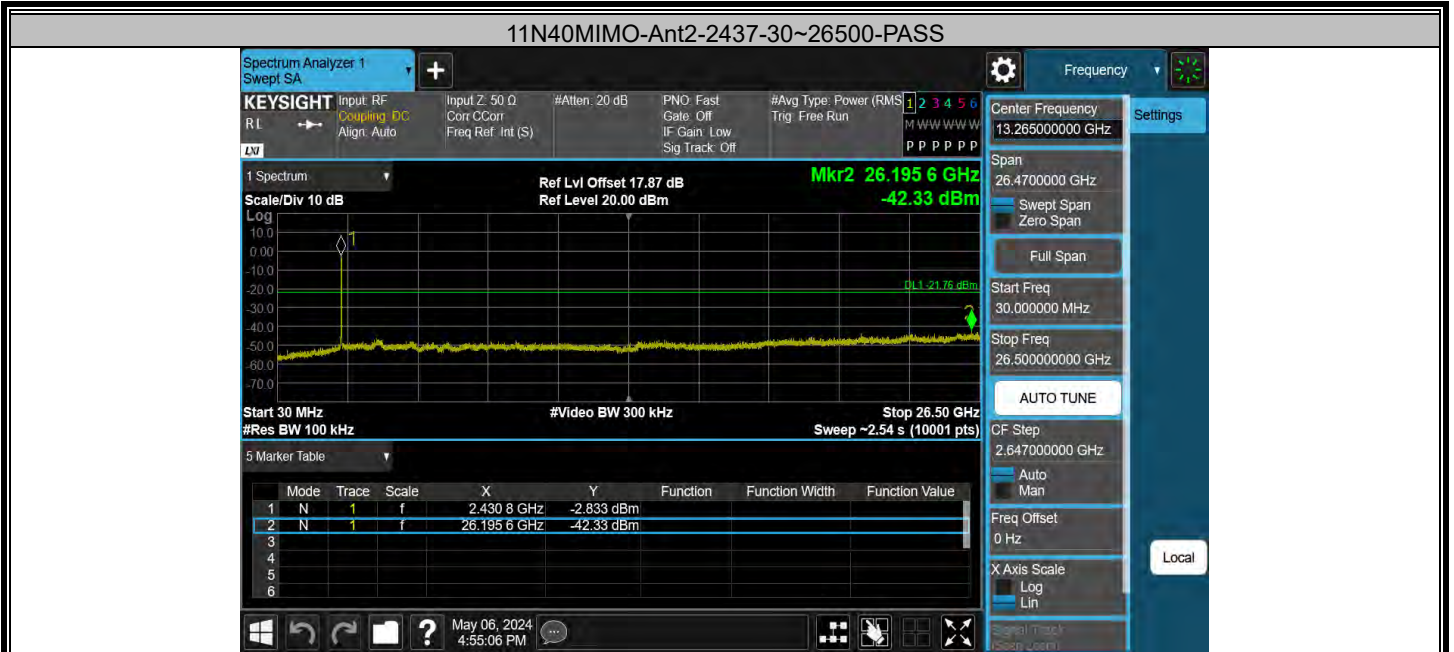 11N40MIMO-Ant2-2437-30~26500-PASS
Spectrum Analyzer 1
Swept SA
Frequency
KEYSIGHT
RL
LXI
Input: RF
Coupling: DC
Align: Auto
Input Z: 50 Ω
Corr CCorr
Freq Ref: Int (S)
#Atten: 20 dB
PNO: Fast
Gate: Off
IF Gain: Low
Sig Track: Off
#Avg Type: Power (RMS
Trig: Free Run
1 2 3 4 5 6
M W W W W W
P P P P P P
1 Spectrum
Scale/Div 10 dB
Ref Lvl Offset 17.87 dB
Ref Level 20.00 dBm
Mkr2 26.195 6 GHz
-42.33 dBm
Log
10.0
0.00
-10.0
-20.0
-30.0
-40.0
-50.0
-60.0
-70.0
1
DL1 -21.76 dBm
2
Start 30 MHz
#Video BW 300 kHz
Stop 26.50 GHz
#Res BW 100 kHz
Sweep ~2.54 s (10001 pts)
5 Marker Table
Mode Trace Scale X Y Function Function Width Function Value
1 N 1 f 2.430 8 GHz -2.833 dBm
2 N 1 f 26.195 6 GHz -42.33 dBm
3
4
5
6
May 06, 2024
4:55:06 PM
Center Frequency
13.265000000 GHz
Settings
Span
26.4700000 GHz
Swept Span
Zero Span
Full Span
Start Freq
30.000000 MHz
Stop Freq
26.500000000 GHz
AUTO TUNE
CF Step
2.647000000 GHz
Auto
Man
Freq Offset
0 Hz
X Axis Scale
Log
Lin
Local
Signal Track
(Span Zoom)